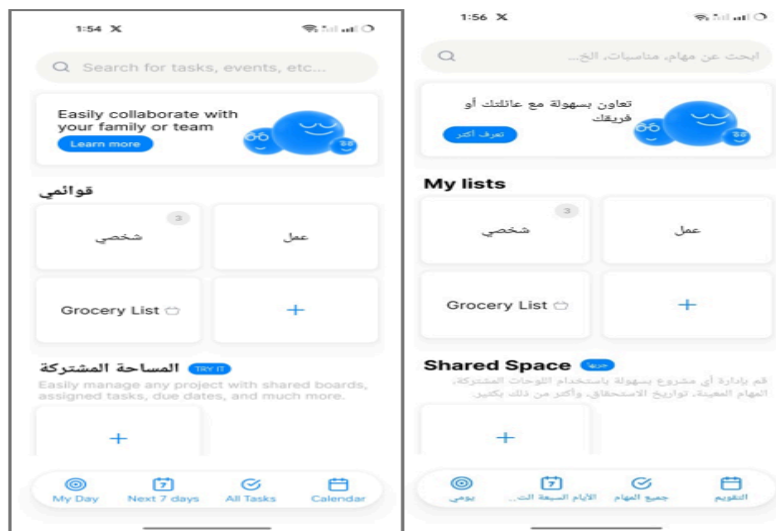 1:54 X
Search for tasks, events, etc...
Easily collaborate with
your family or team
Learn more
قوائمي
3
شخصي
عمل
Grocery List
+
المساحة المشتركة TRY IT
Easily manage any project with shared boards,
assigned tasks, due dates, and much more.
+
My Day
7
Next 7 days
All Tasks
Calendar
1:56 X
ابحث عن مهام، مناسبات، الخ...
تعاون بسهولة مع عائلتك أو
فريقك
تعرف أكثر
My lists
3
شخصي
عمل
Grocery List
+
Shared Space جربها
قم بإدارة أي مشروع بسهولة باستخدام اللوحات المشتركة،
المهام المعينة، تواريخ الاستحقاق، وأكثر من ذلك بكثير.
+
يومي
7
الأيام السبعة الت...
جميع المهام
التقويم